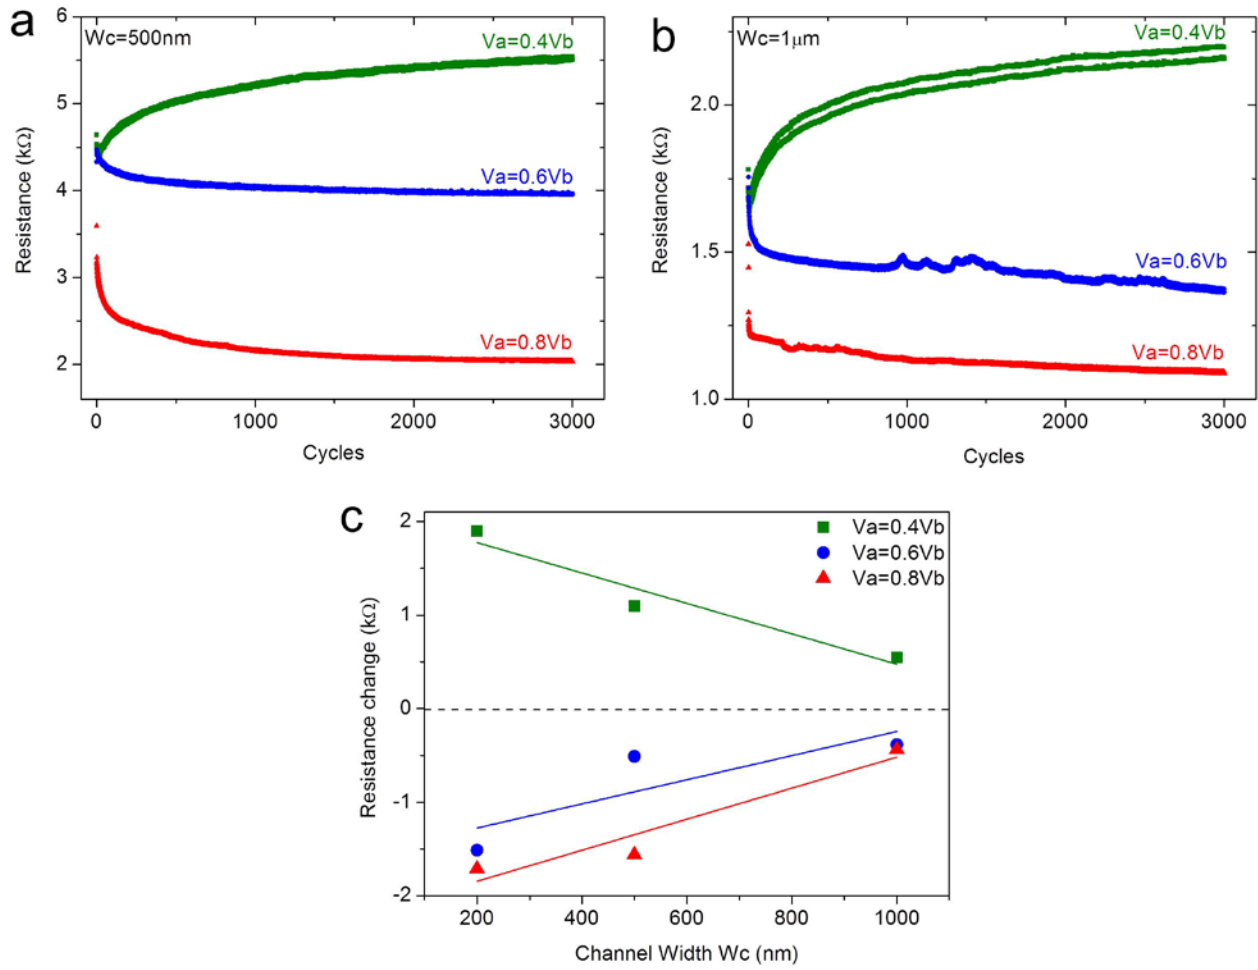 a
Wc=500nm
Va=0.4Vb
Va=0.6Vb
Va=0.8Vb
6
5
4
3
2
Resistance (kΩ)
0 1000 2000 3000
Cycles
b
Wc=1μm
Va=0.4Vb
Va=0.6Vb
Va=0.8Vb
2.0
1.5
1.0
Resistance (kΩ)
0 1000 2000 3000
Cycles
c
Va=0.4Vb
Va=0.6Vb
Va=0.8Vb
2
1
0
-1
-2
Resistance change (kΩ)
200 400 600 800 1000
Channel Width Wc (nm)